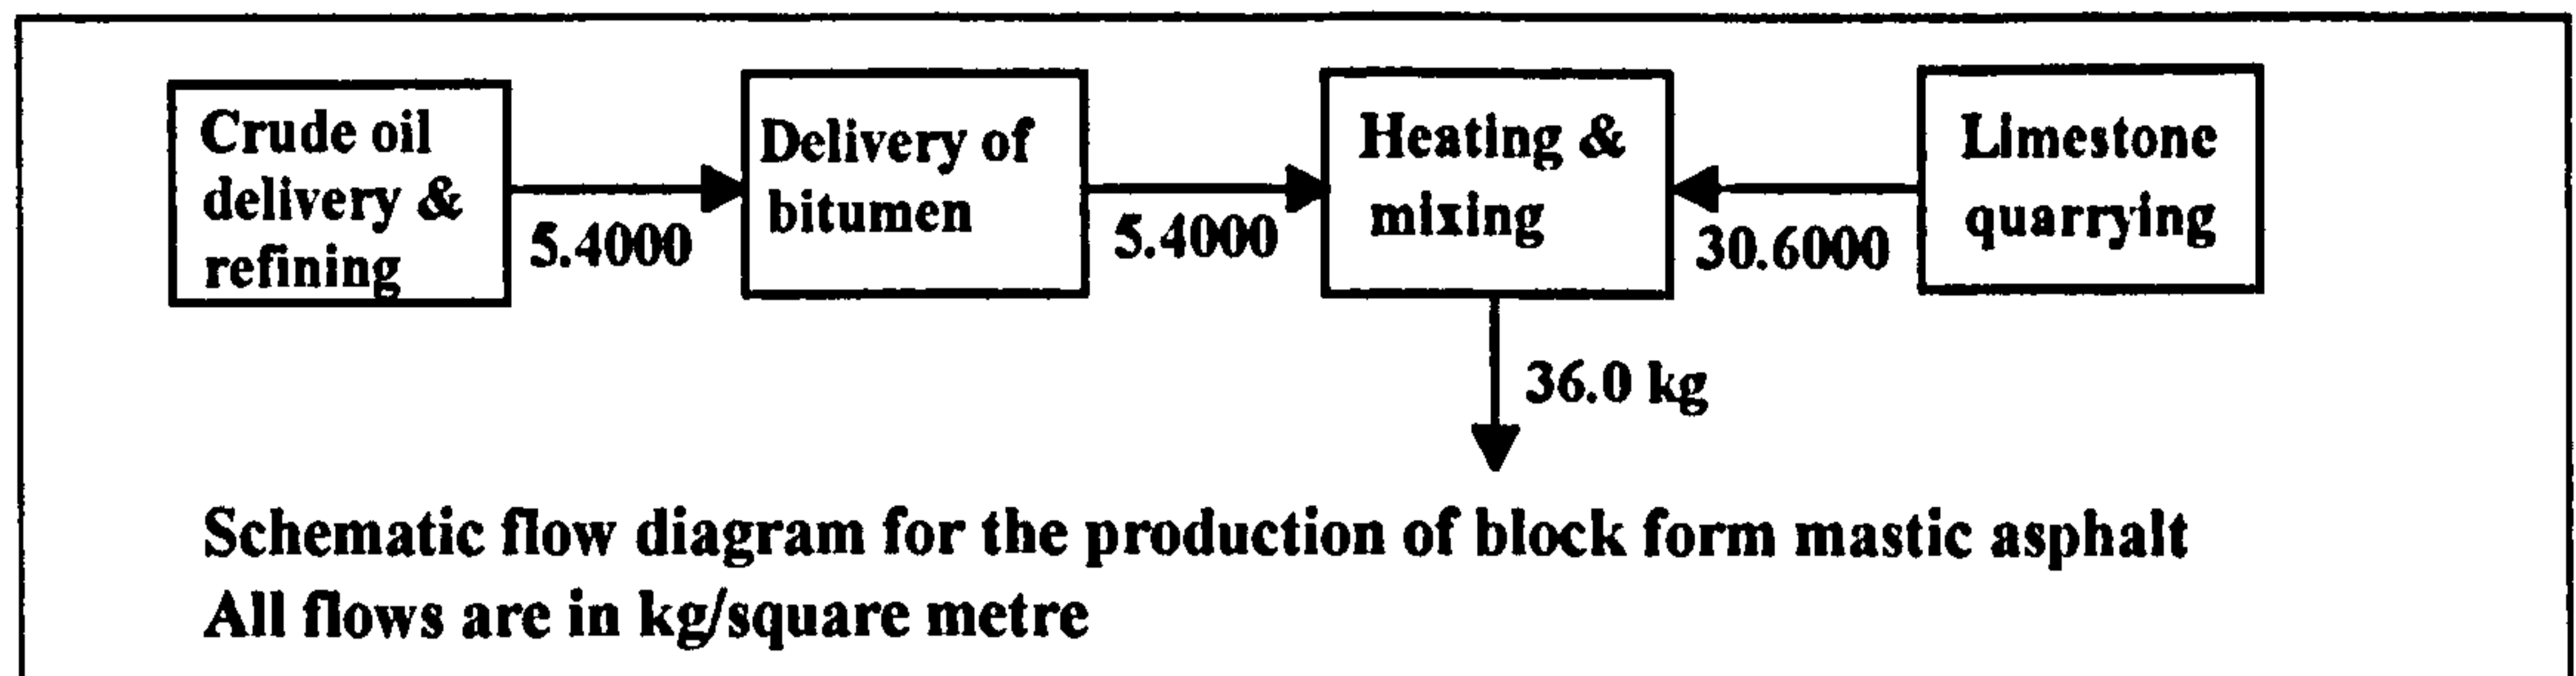 Crude oil
delivery &
refining
5.4000
Delivery of
bitumen
5.4000
Heating &
mixing
30.6000
Limestone
quarrying
36.0 kg
Schematic flow diagram for the production of block form mastic asphalt
All flows are in kg/square metre